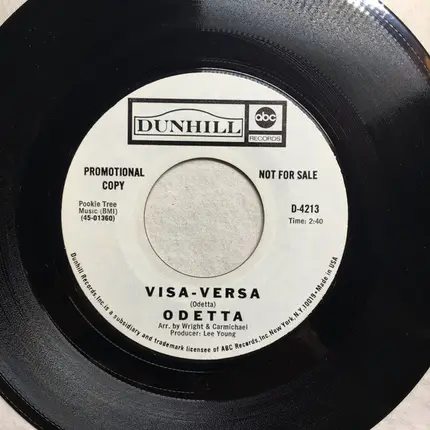 DUNHILL
abc
RECORDS
PROMOTIONAL
COPY
NOT FOR SALE
Pookie Tree
Music (BMI)
(45-01360)
D-4213
Time: 2:40
VISA-VERSA
(Odetta)
ODETTA
Arr. by Wright & Carmichael
Producer: Lee Young
Dunhill Records, Inc. is a subsidiary and trademark licensee of ABC Records, Inc. New York, N.Y. 10019 • Made in USA